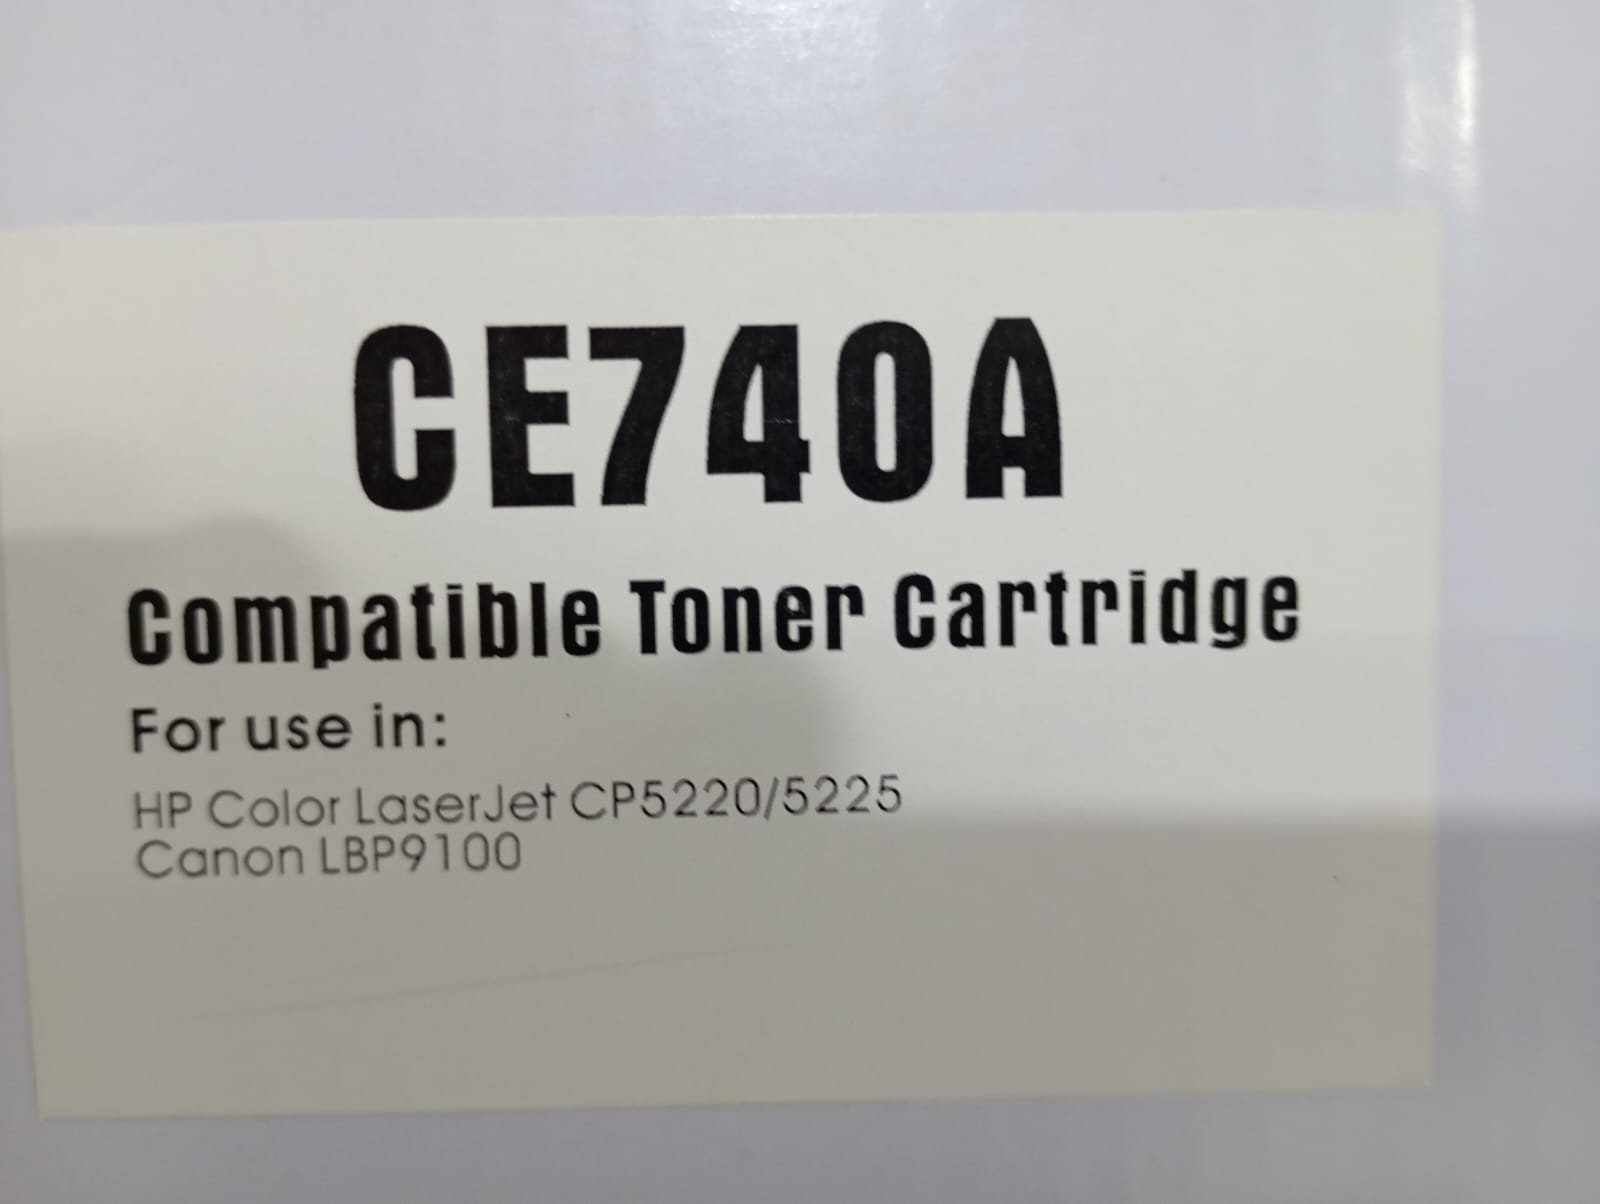 CE740A
Compatible Toner Cartridge
For use in:
HP Color LaserJet CP5220/5225
Canon LBP9100